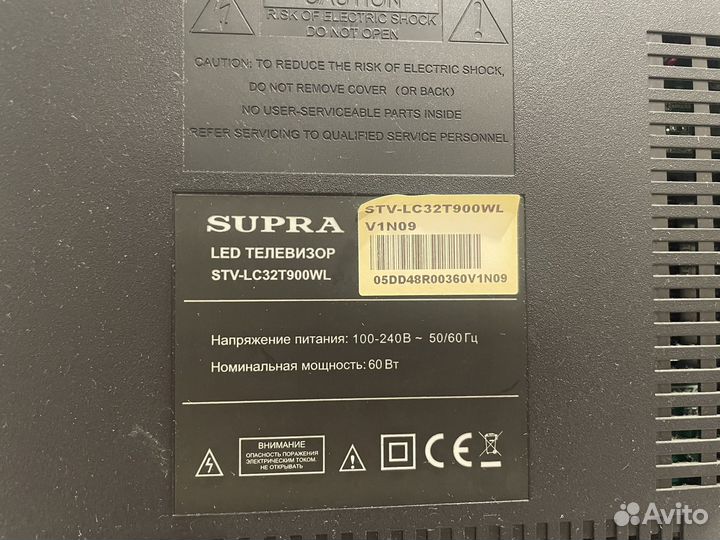 CAUTION
RISK OF ELECTRIC SHOCK
DO NOT OPEN
CAUTION: TO REDUCE THE RISK OF ELECTRIC SHOCK,
DO NOT REMOVE COVER (OR BACK)
NO USER-SERVICEABLE PARTS INSIDE
REFER SERVICING TO QUALIFIED SERVICE PERSONNEL
SUPRA
LED ТЕЛЕВИЗОР
STV-LC32T900WL
STV-LC32T900WL
V1N09
05DD48R00360V1N09
Напряжение питания: 100-240В ~ 50/60Гц
Номинальная мощность: 60Вт
ВНИМАНИЕ
ОПАСНОСТЬ ПОРАЖЕНИЯ
ЭЛЕКТРИЧЕСКИМ ТОКОМ.
НЕ ОТКРЫВАТЬ
CE
Avito